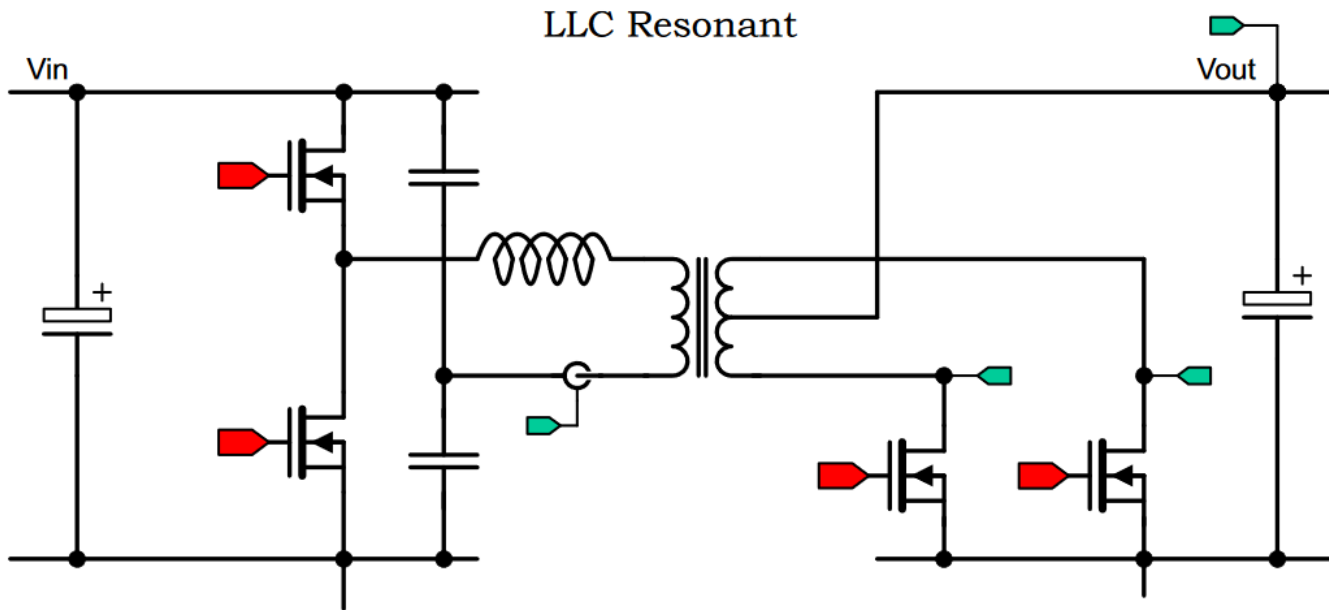 LLC Resonant
Vin
Vout
+
+